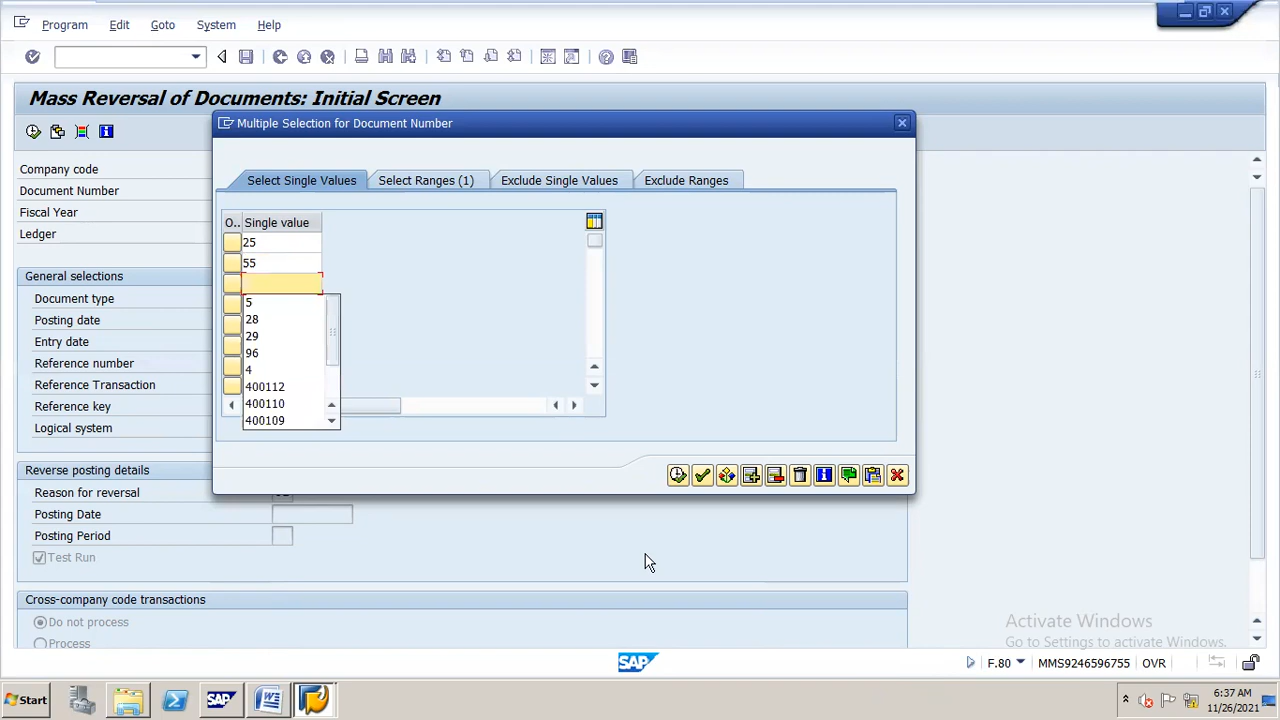 Program Edit Goto System Help
Mass Reversal of Documents: Initial Screen
Multiple Selection for Document Number
Company code
Document Number
Fiscal Year
Ledger
General selections
Document type
Posting date
Entry date
Reference number
Reference Transaction
Reference key
Logical system
Reverse posting details
Reason for reversal
Posting Date
Posting Period
Test Run
Cross-company code transactions
Do not process
Process
Select Single Values Select Ranges (1) Exclude Single Values Exclude Ranges
O.. Single value
25
55
5
28
29
96
4
400112
400110
400109
Activate Windows
Go to Settings to activate Windows.
SAP F.80 MMS9246596755 OVR
Start SAP 6:37 AM
11/26/2021